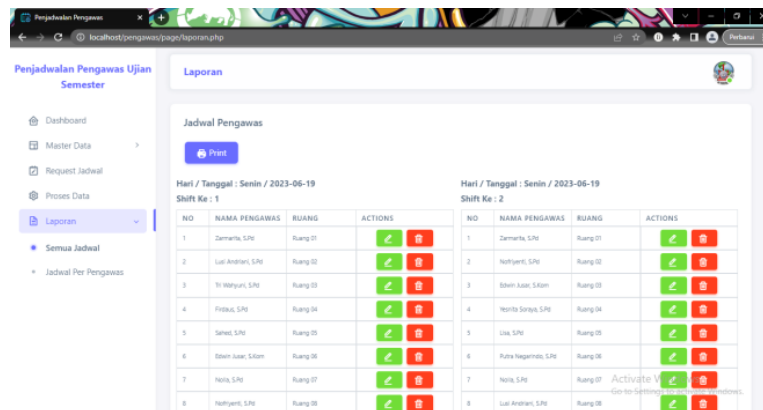 Penjadwalan Pengawas
localhost/pengawas/page/laporan.php
Perbarui
Penjadwalan Pengawas Ujian
Semester
Dashboard
Master Data
Request Jadwal
Proses Data
Laporan
Semua Jadwal
Jadwal Per Pengawas
Laporan
Jadwal Pengawas
Print
Hari / Tanggal : Senin / 2023-06-19
Shift Ke : 1
NO NAMA PENGAWAS RUANG ACTIONS
1 Zarmarita, S.Pd Ruang 01
2 Lusi Andriani, S.Pd Ruang 02
3 Tri Wahyuni, S.Pd Ruang 03
4 Firdaus, S.Pd Ruang 04
5 S.Pd Ruang 05
6 Edwin Jusar, S.Kom Ruang 06
7 Nora, S.Pd Ruang 07
8 Nofriyenti, S.Pd Ruang 08
Hari / Tanggal : Senin / 2023-06-19
Shift Ke : 2
NO NAMA PENGAWAS RUANG ACTIONS
1 Zarmarita, S.Pd Ruang 01
2 Nofriyenti, S.Pd Ruang 02
3 Edwin Jusar, S.Kom Ruang 03
4 Yesnita Soraya, S.Pd Ruang 04
5 Lisa, S.Pd Ruang 05
6 Putra Nagarindo, S.Pd Ruang 06
7 Nora, S.Pd Ruang 07
8 Lusi Andriani, S.Pd Ruang 08
Activate
Go to Settings to activate Windows.